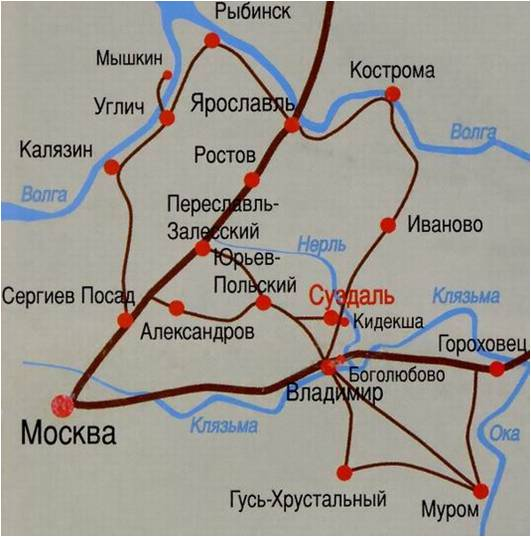 Рыбинск
Мышкин
Кострома
Углич
Ярославль
Волга
Калязин
Ростов
Волга
Переславль-
Залесский
Иваново
Нерль
Юрьев-
Польский
Сергиев Посад
Суздаль
Клязьма
Александров
Кидекша
Гороховец
Боголюбово
Владимир
Москва
Клязьма
Ока
Гусь-Хрустальный
Муром